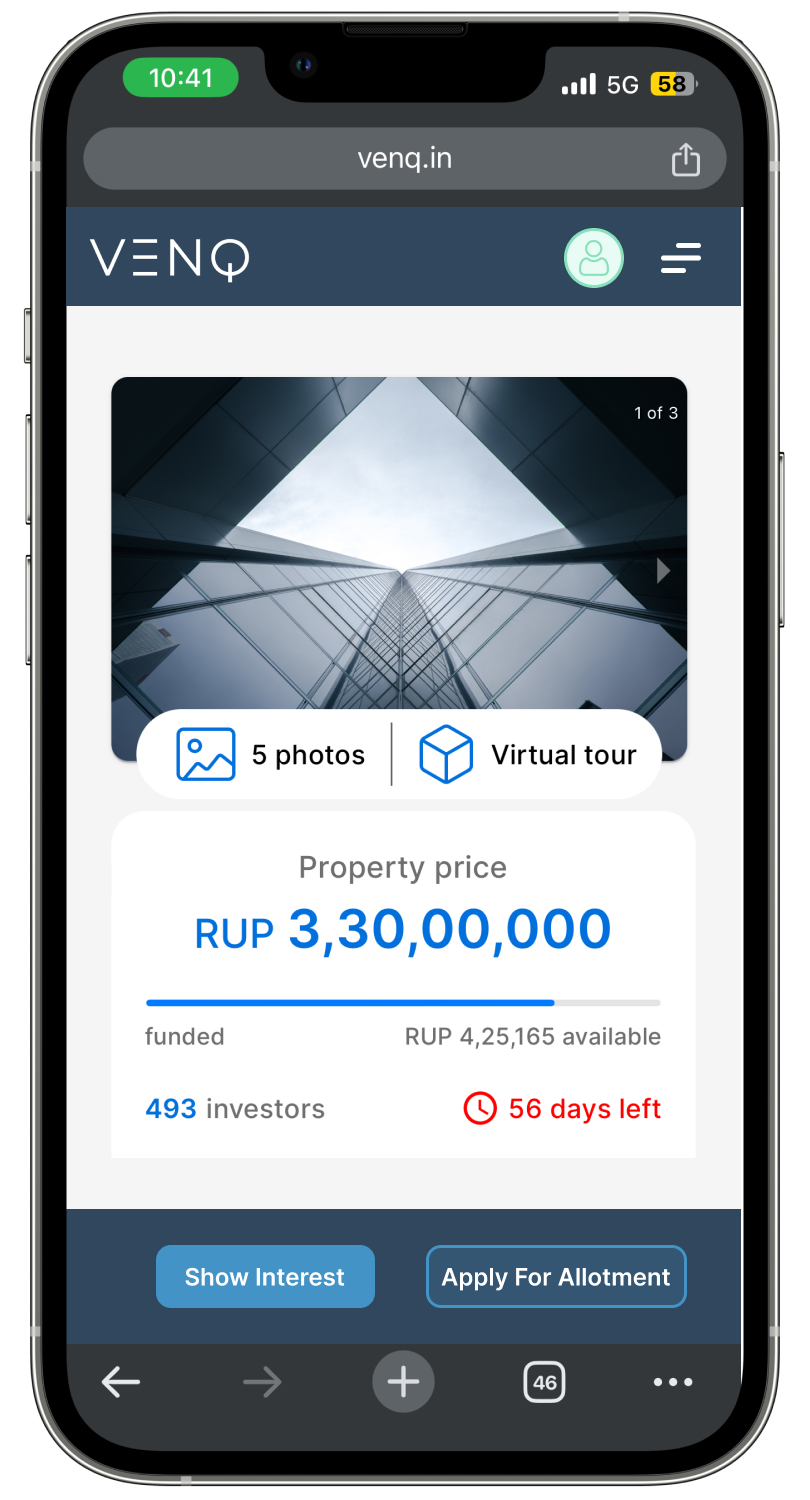 10:41
5G 58
venq.in
VENQ
1 of 3
5 photos
Virtual tour
Property price
RUP 3,30,00,000
funded
RUP 4,25,165 available
493 investors
56 days left
Show Interest
Apply For Allotment
46